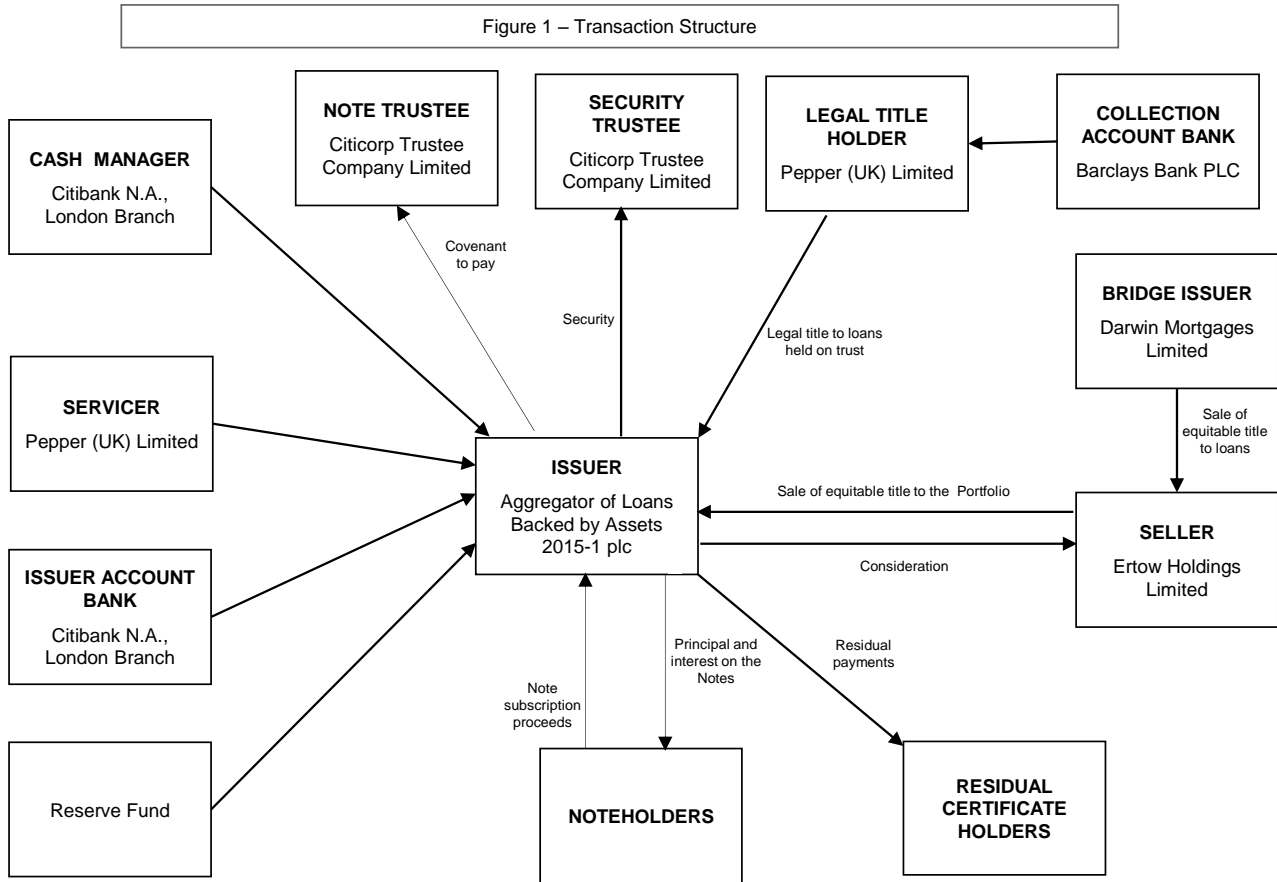 Figure 1 – Transaction Structure
NOTE TRUSTEE
Citicorp Trustee
Company Limited
SECURITY
TRUSTEE
Citicorp Trustee
Company Limited
LEGAL TITLE
HOLDER
Pepper (UK) Limited
COLLECTION
ACCOUNT BANK
Barclays Bank PLC
CASH MANAGER
Citibank N.A.,
London Branch
Covenant
to pay
Security
Legal title to loans
held on trust
BRIDGE ISSUER
Darwin Mortgages
Limited
SERVICER
Pepper (UK) Limited
Sale of
equitable title
to loans
ISSUER
Aggregator of Loans
Backed by Assets
2015-1 plc
Sale of equitable title to the Portfolio
Consideration
SELLER
Ertow Holdings
Limited
ISSUER ACCOUNT
BANK
Citibank N.A.,
London Branch
Note
subscription
proceeds
Principal and
interest on the
Notes
Residual
payments
Reserve Fund
NOTEHOLDERS
RESIDUAL
CERTIFICATE
HOLDERS